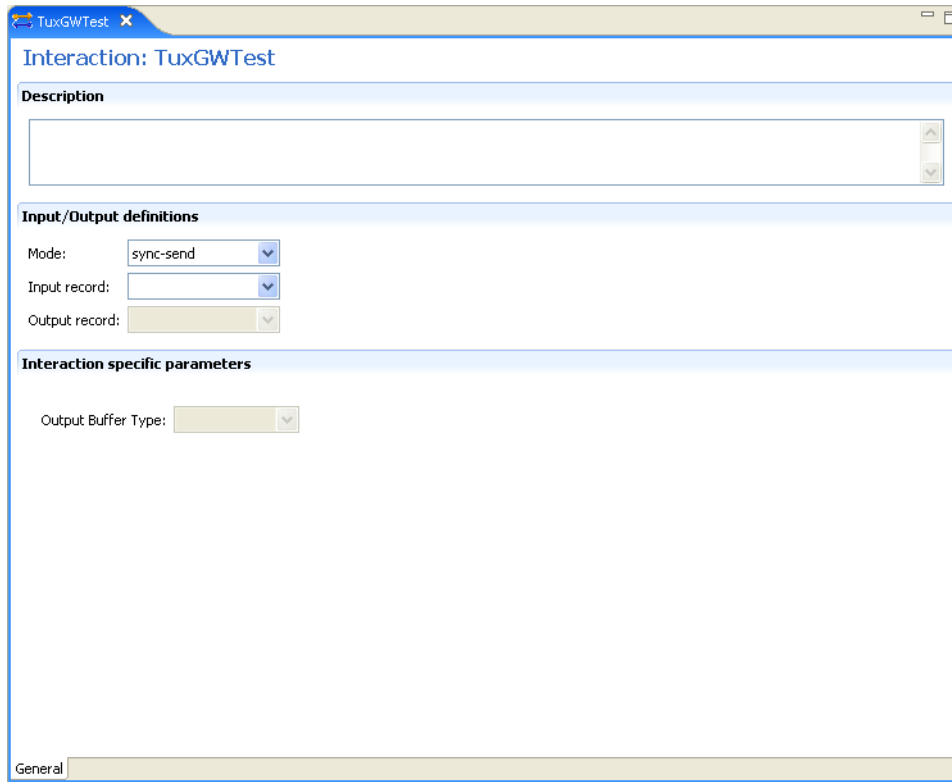 TuxGWTest
Interaction: TuxGWTest
Description
Input/Output definitions
Mode: sync-send
Input record:
Output record:
Interaction specific parameters
Output Buffer Type:
General